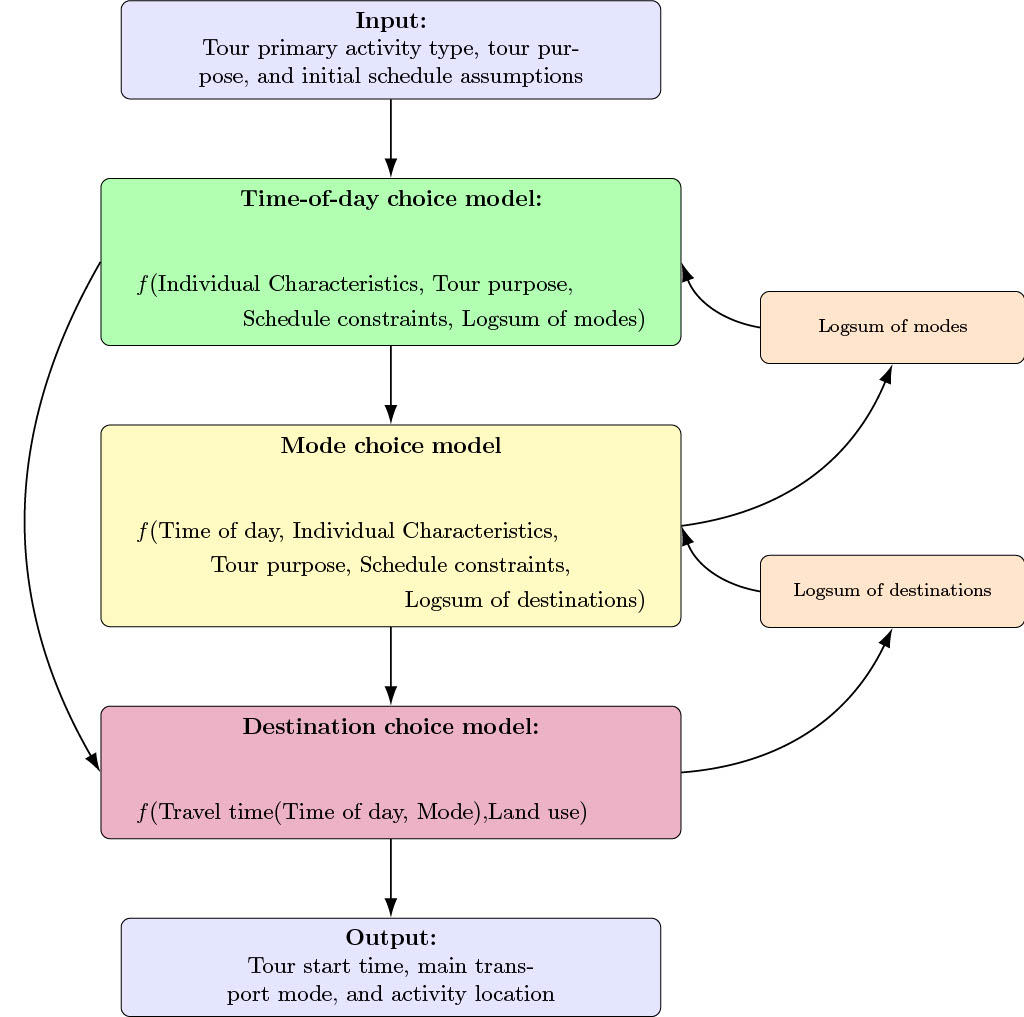 Input:
Tour primary activity type, tour pur-
pose, and initial schedule assumptions
Time-of-day choice model:
f(Individual Characteristics, Tour purpose,
Schedule constraints, Logsum of modes)
Logsum of modes
Mode choice model
f(Time of day, Individual Characteristics,
Tour purpose, Schedule constraints,
Logsum of destinations)
Logsum of destinations
Destination choice model:
f(Travel time(Time of day, Mode),Land use)
Output:
Tour start time, main trans-
port mode, and activity location